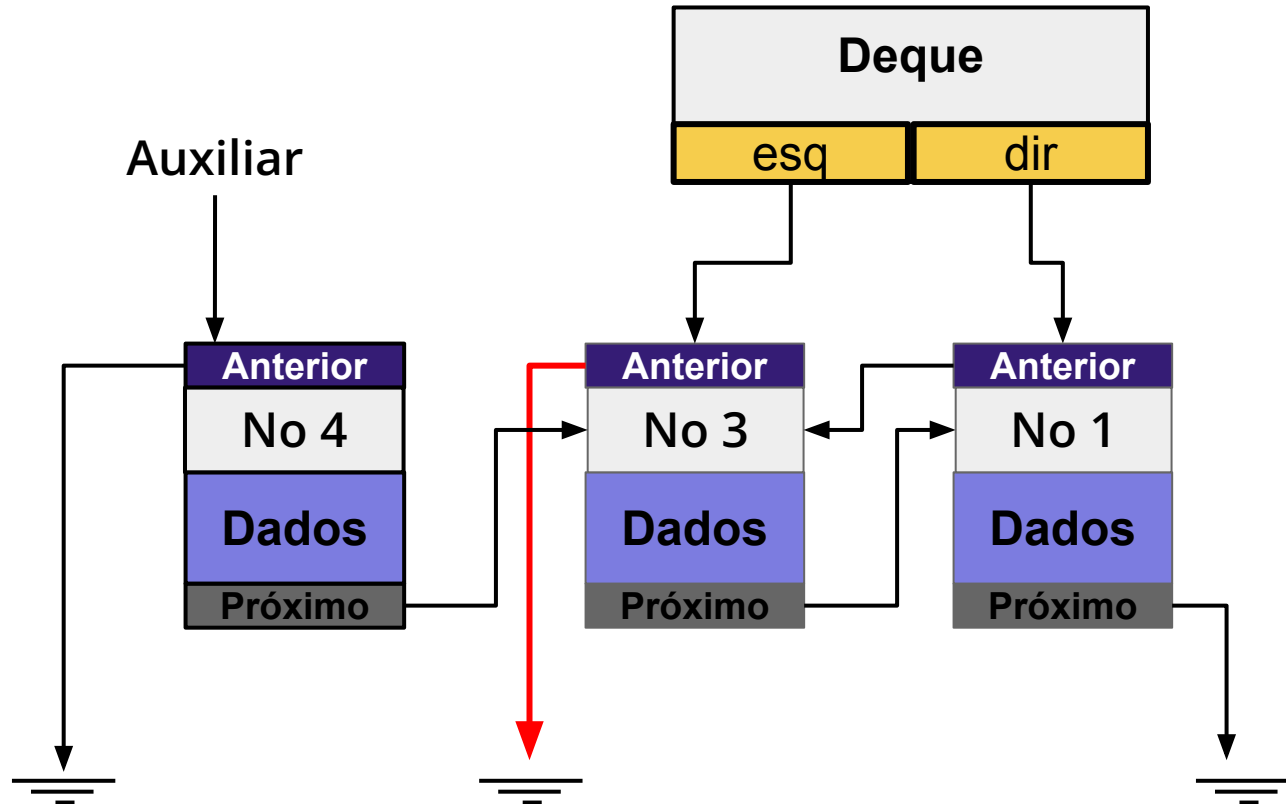 Deque
esq dir
Auxiliar
Anterior Anterior Anterior
No 4 No 3 No 1
Dados Dados Dados
Próximo Próximo Próximo